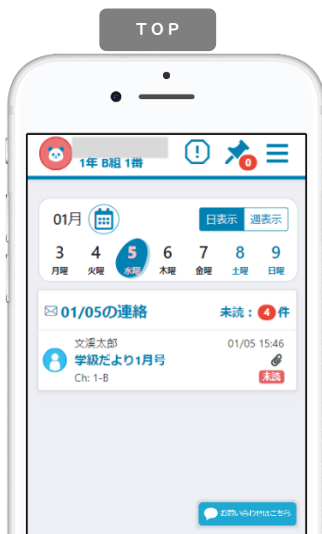 TOP
1年 B組 1番
0
01月
日表示 週表示
3 4 5 6 7 8 9
月曜 火曜 水曜 木曜 金曜 土曜 日曜
01/05の連絡 未読: 4件
文溪太郎 01/05 15:46
学級だより1月号
Ch: 1-B 未読
お問い合わせはこちら